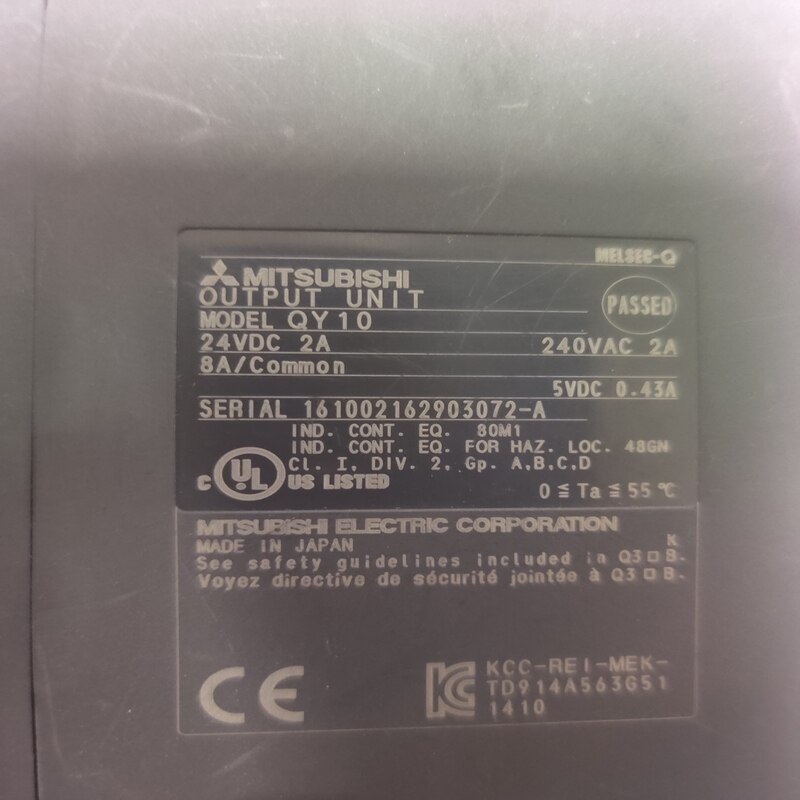 MELSEC-Q
MITSUBISHI
OUTPUT UNIT
PASSED
MODEL QY10
24VDC 2A 240VAC 2A
8A/Common
5VDC 0.43A
SERIAL 161002162903072-A
IND. CONT. EQ. 80M1
IND. CONT. EQ. FOR HAZ. LOC. 48GN
Cl. I, DIV. 2, Gp. A,B,C,D
C UL US LISTED
0≦Ta≦55℃
MITSUBISHI ELECTRIC CORPORATION
MADE IN JAPAN K
See safety guidelines included in Q3□B.
Voyez directive de sécurité jointée à Q3□B.
CE
KC
KCC-REI-MEK-
TD914A563G51
1410